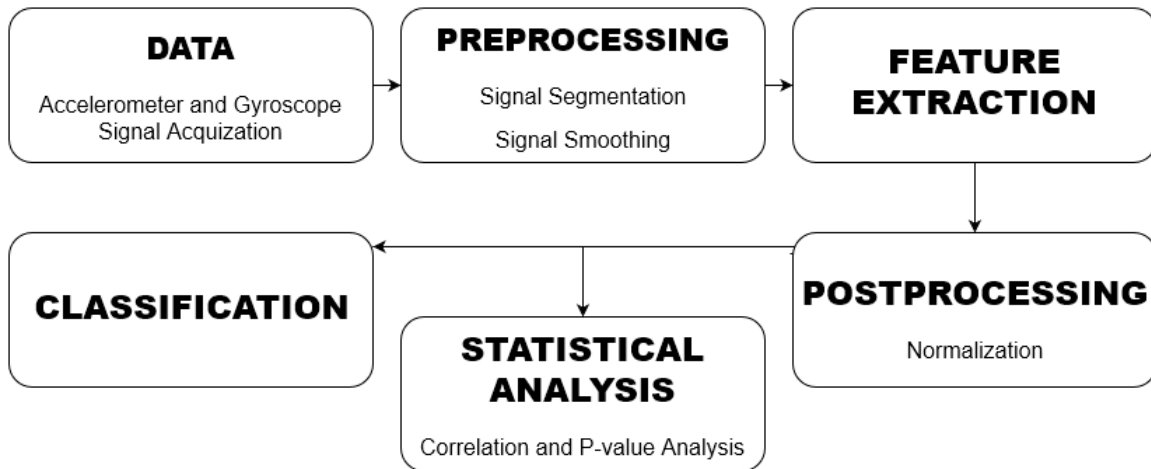 DATA
Accelerometer and Gyroscope
Signal Acquization
PREPROCESSING
Signal Segmentation
Signal Smoothing
FEATURE
EXTRACTION
CLASSIFICATION
STATISTICAL
ANALYSIS
Correlation and P-value Analysis
POSTPROCESSING
Normalization